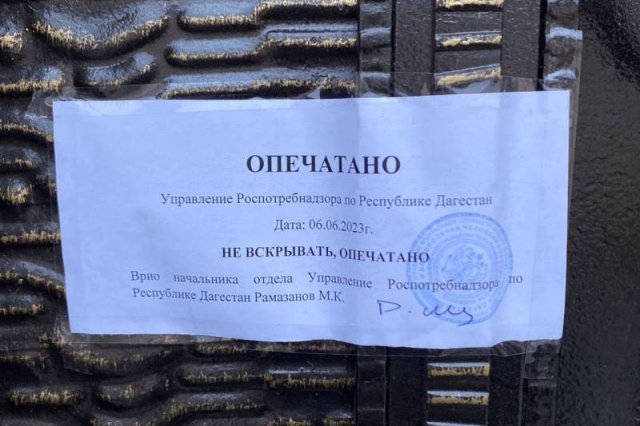 ОПЕЧАТАНО
Управление Роспотребнадзора по Республике Дагестан
Дата: 06.06.2023г.
НЕ ВСКРЫВАТЬ, ОПЕЧАТАНО
Врио начальника отдела Управление Роспотребнадзора по
Республике Дагестан Рамазанов М.К.